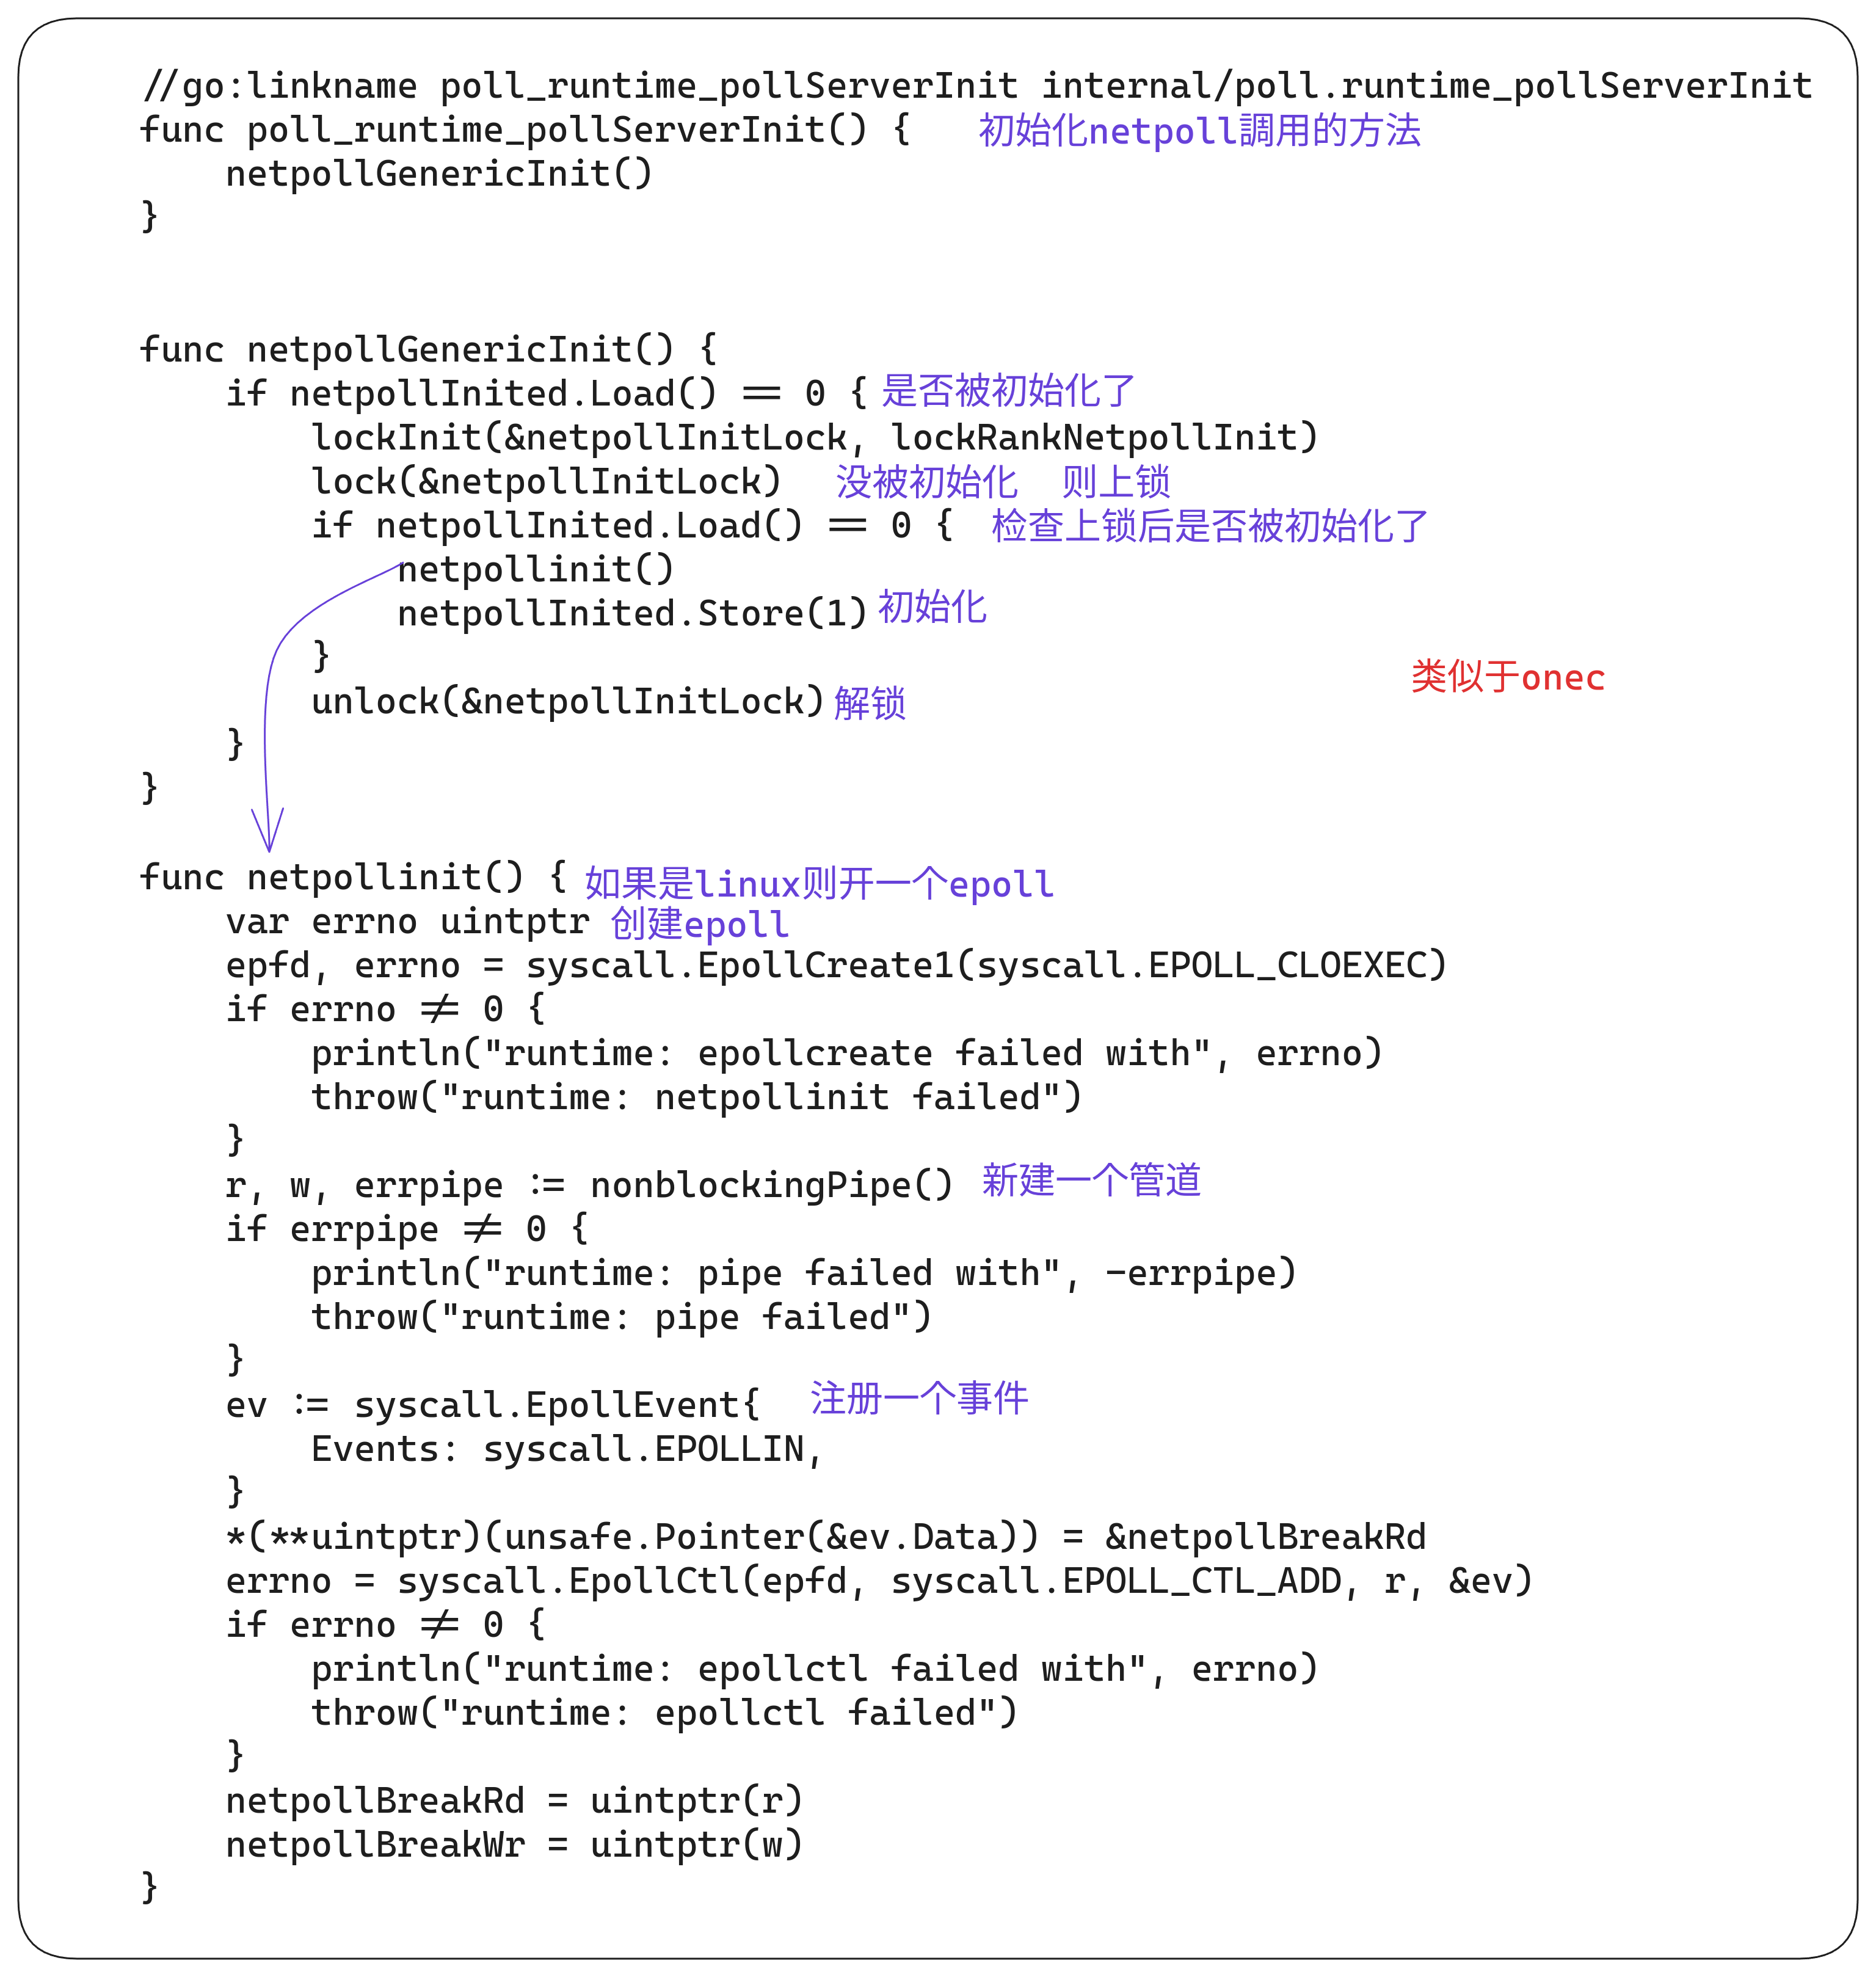 //go:linkname poll_runtime_pollServerInit internal/poll.runtime_pollServerInit
func poll_runtime_pollServerInit() { 初始化netpoll調用的方法
    netpollGenericInit()
}
func netpollGenericInit() {
    if netpollInited.Load() == 0 { 是否被初始化了
        lockInit(&netpollInitLock, lockRankNetpollInit)
        lock(&netpollInitLock) 没被初始化 则上锁
        if netpollInited.Load() == 0 { 检查上锁后是否被初始化了
            netpollinit()
            netpollInited.Store(1) 初始化
        }
类似于onec
        unlock(&netpollInitLock) 解锁
    }
}
func netpollinit() { 如果是linux则开一个epoll
    var errno uintptr 创建epoll
    epfd, errno = syscall.EpollCreate1(syscall.EPOLL_CLOEXEC)
    if errno != 0 {
        println("runtime: epollcreate failed with", errno)
        throw("runtime: netpollinit failed")
    }
    r, w, errpipe := nonblockingPipe() 新建一个管道
    if errpipe != 0 {
        println("runtime: pipe failed with", -errpipe)
        throw("runtime: pipe failed")
    }
    ev := syscall.EpollEvent{ 注册一个事件
        Events: syscall.EPOLLIN,
    }
    *(**uintptr)(unsafe.Pointer(&ev.Data)) = &netpollBreakRd
    errno = syscall.EpollCtl(epfd, syscall.EPOLL_CTL_ADD, r, &ev)
    if errno != 0 {
        println("runtime: epollctl failed with", errno)
        throw("runtime: epollctl failed")
    }
    netpollBreakRd = uintptr(r)
    netpollBreakWr = uintptr(w)
}